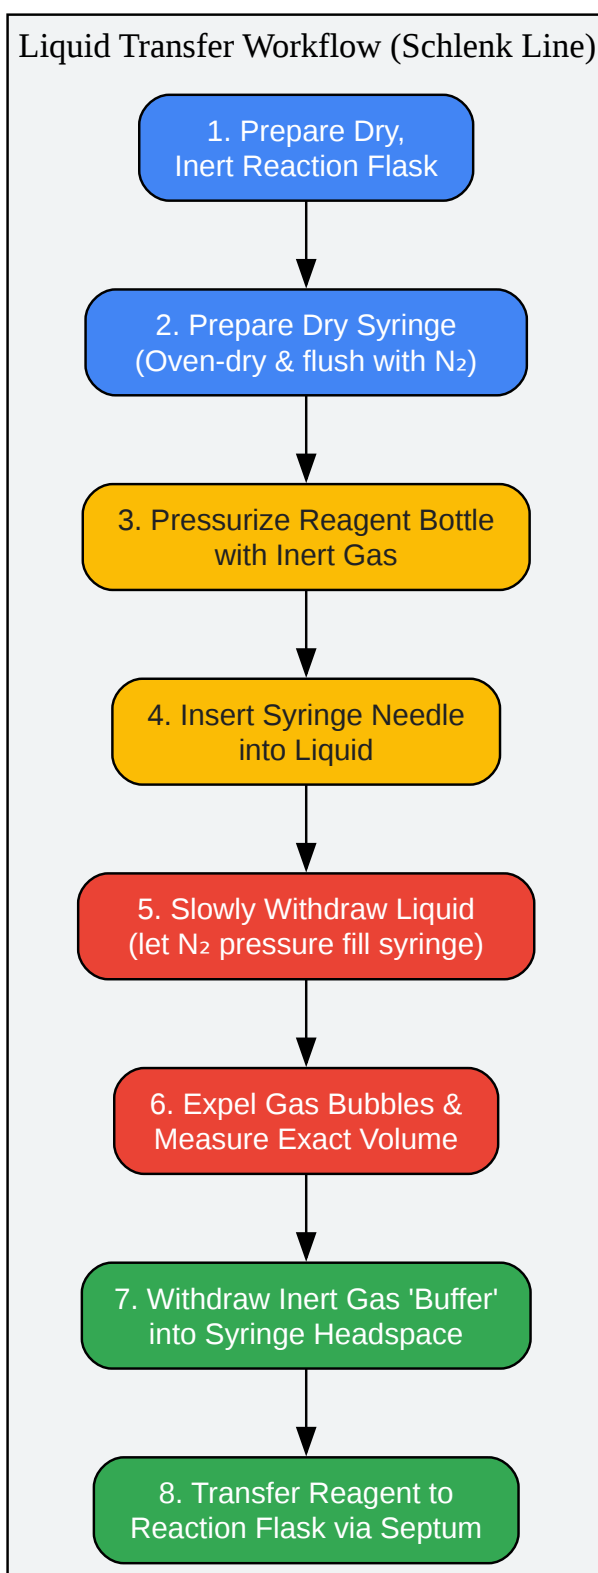 Liquid Transfer Workflow (Schlenk Line)
1. Prepare Dry,
Inert Reaction Flask
2. Prepare Dry Syringe
(Oven-dry & flush with N₂)
3. Pressurize Reagent Bottle
with Inert Gas
4. Insert Syringe Needle
into Liquid
5. Slowly Withdraw Liquid
(let N₂ pressure fill syringe)
6. Expel Gas Bubbles &
Measure Exact Volume
7. Withdraw Inert Gas 'Buffer'
into Syringe Headspace
8. Transfer Reagent to
Reaction Flask via Septum